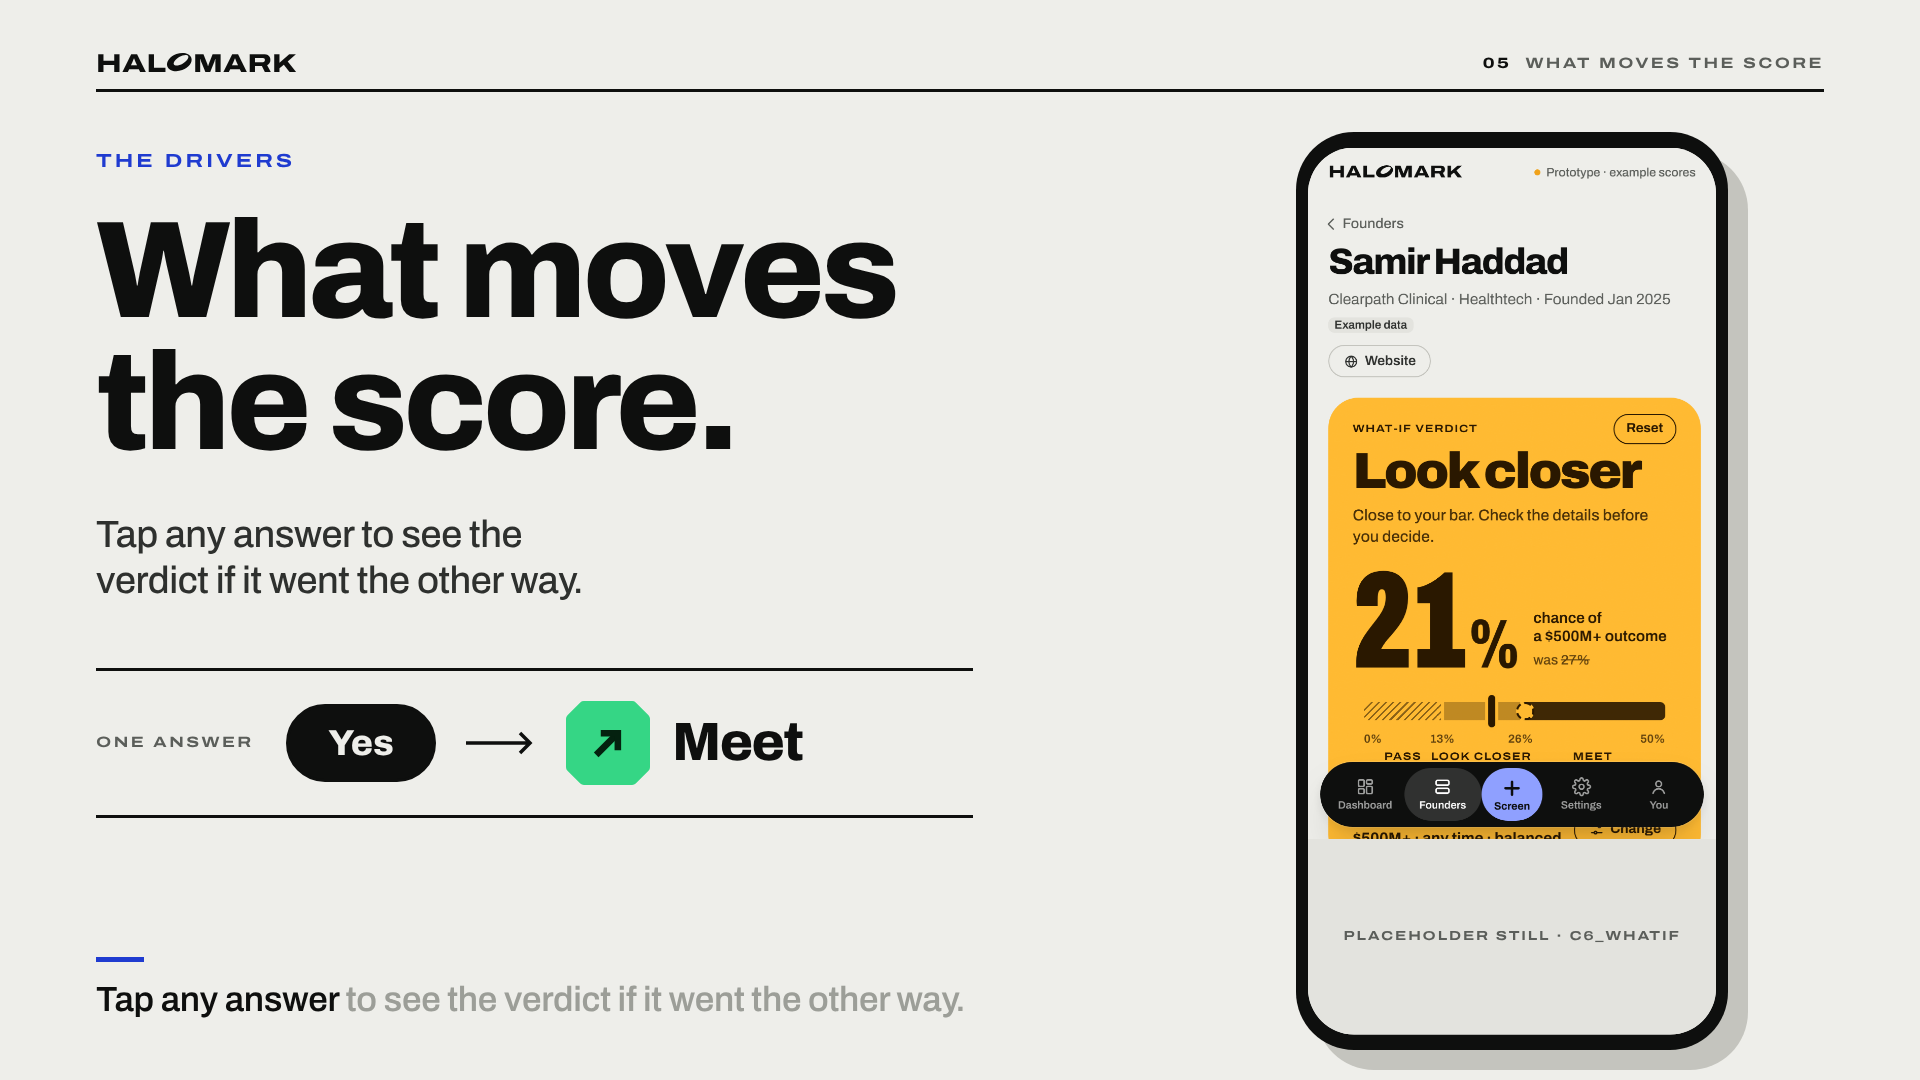 HALOMARK
05 WHAT MOVES THE SCORE
THE DRIVERS
What moves
the score.
Tap any answer to see the
verdict if it went the other way.
ONE ANSWER
Yes
Meet
Tap any answer to see the verdict if it went the other way.
HALOMARK
Prototype · example scores
Founders
Samir Haddad
Clearpath Clinical · Healthtech · Founded Jan 2025
Example data
Website
WHAT-IF VERDICT
Reset
Look closer
Close to your bar. Check the details before
you decide.
21%
chance of
a $500M+ outcome
was 27%
0% 13% 26% 50%
PASS LOOK CLOSER MEET
Dashboard Founders Screen Settings You
$500M+ · any time · balanced Change
PLACEHOLDER STILL · C6_WHATIF